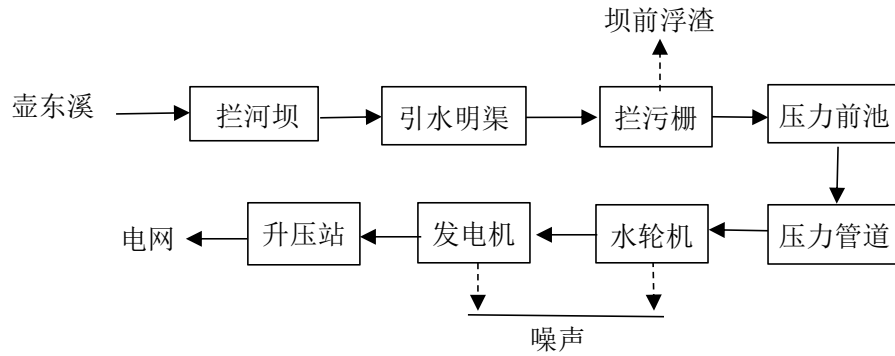 坝前浮渣
壶东溪
拦河坝
引水明渠
拦污栅
压力前池
电网
升压站
发电机
水轮机
压力管道
噪声